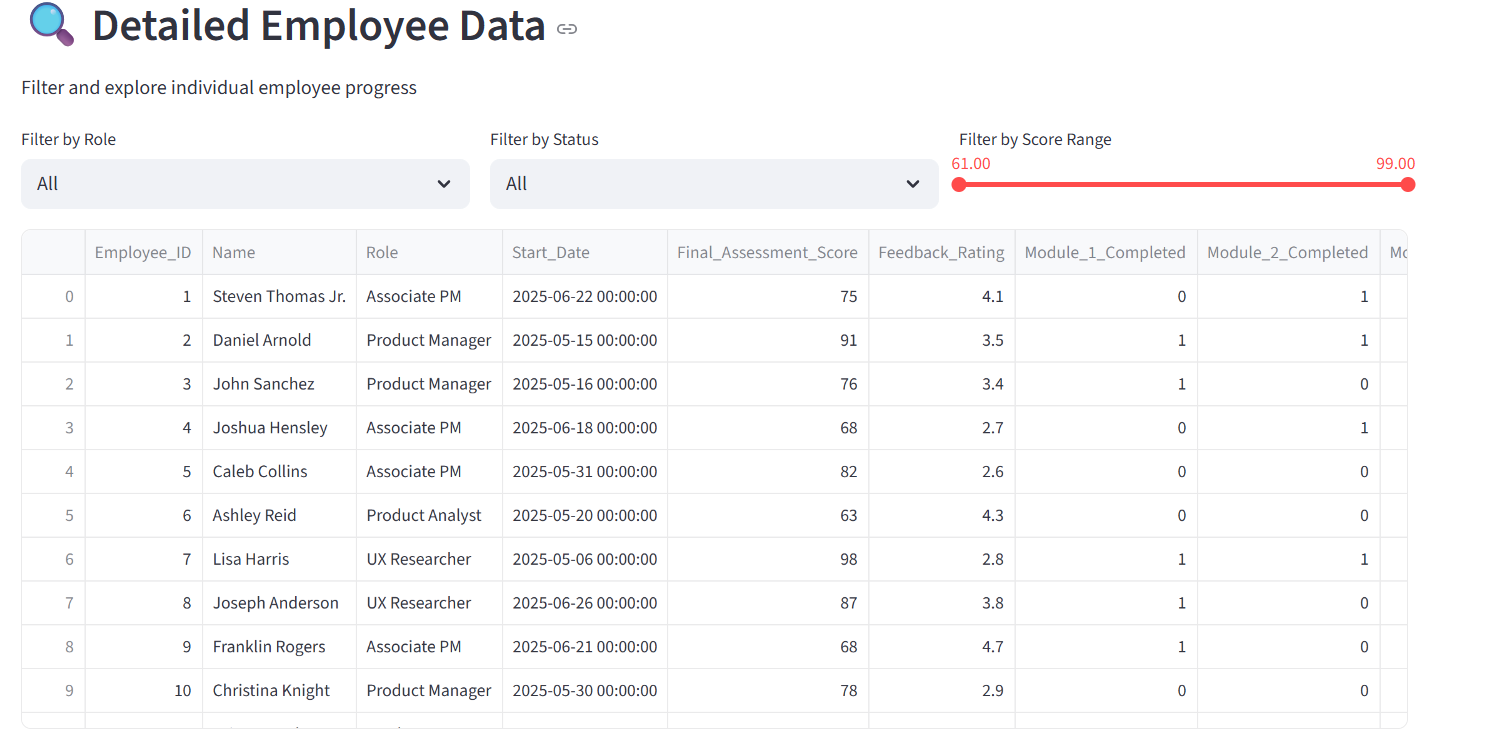 Detailed Employee Data
Filter and explore individual employee progress
Filter by Role Filter by Status Filter by Score Range
61.00 99.00
All All
Employee_ID Name Role Start_Date Final_Assessment_Score Feedback_Rating Module_1_Completed Module_2_Completed
0 1 Steven Thomas Jr. Associate PM 2025-06-22 00:00:00 75 4.1 0 1
1 2 Daniel Arnold Product Manager 2025-05-15 00:00:00 91 3.5 1 1
2 3 John Sanchez Product Manager 2025-05-16 00:00:00 76 3.4 1 0
3 4 Joshua Hensley Associate PM 2025-06-18 00:00:00 68 2.7 0 1
4 5 Caleb Collins Associate PM 2025-05-31 00:00:00 82 2.6 0 0
5 6 Ashley Reid Product Analyst 2025-05-20 00:00:00 63 4.3 0 0
6 7 Lisa Harris UX Researcher 2025-05-06 00:00:00 98 2.8 1 1
7 8 Joseph Anderson UX Researcher 2025-06-26 00:00:00 87 3.8 1 0
8 9 Franklin Rogers Associate PM 2025-06-21 00:00:00 68 4.7 1 0
9 10 Christina Knight Product Manager 2025-05-30 00:00:00 78 2.9 0 0